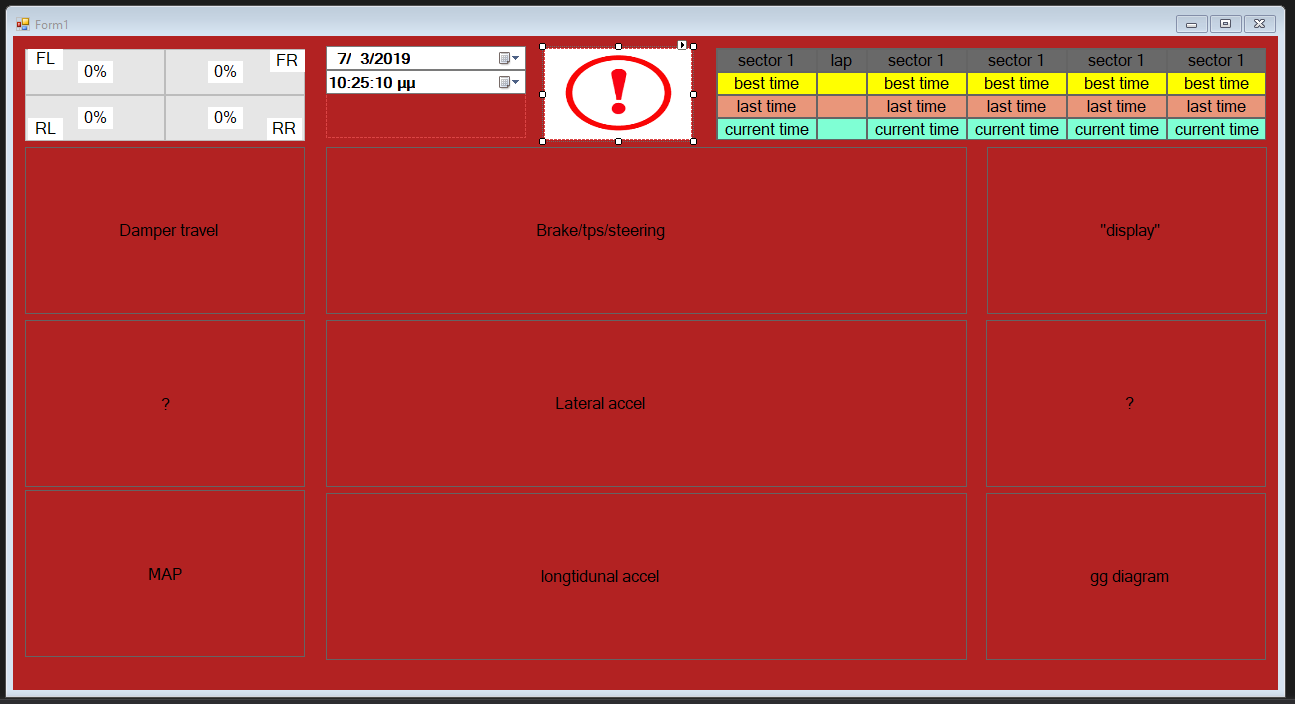 Form1
FL
0%
0%
FR
RL
0%
0%
RR
7/ 3/2019
10:25:10 μμ
!
sector 1 lap sector 1 sector 1 sector 1 sector 1
best time best time best time best time best time
last time last time last time last time last time
current time current time current time current time current time
Damper travel
Brake/tps/steering
"display"
?
Lateral accel
?
MAP
longtidunal accel
gg diagram